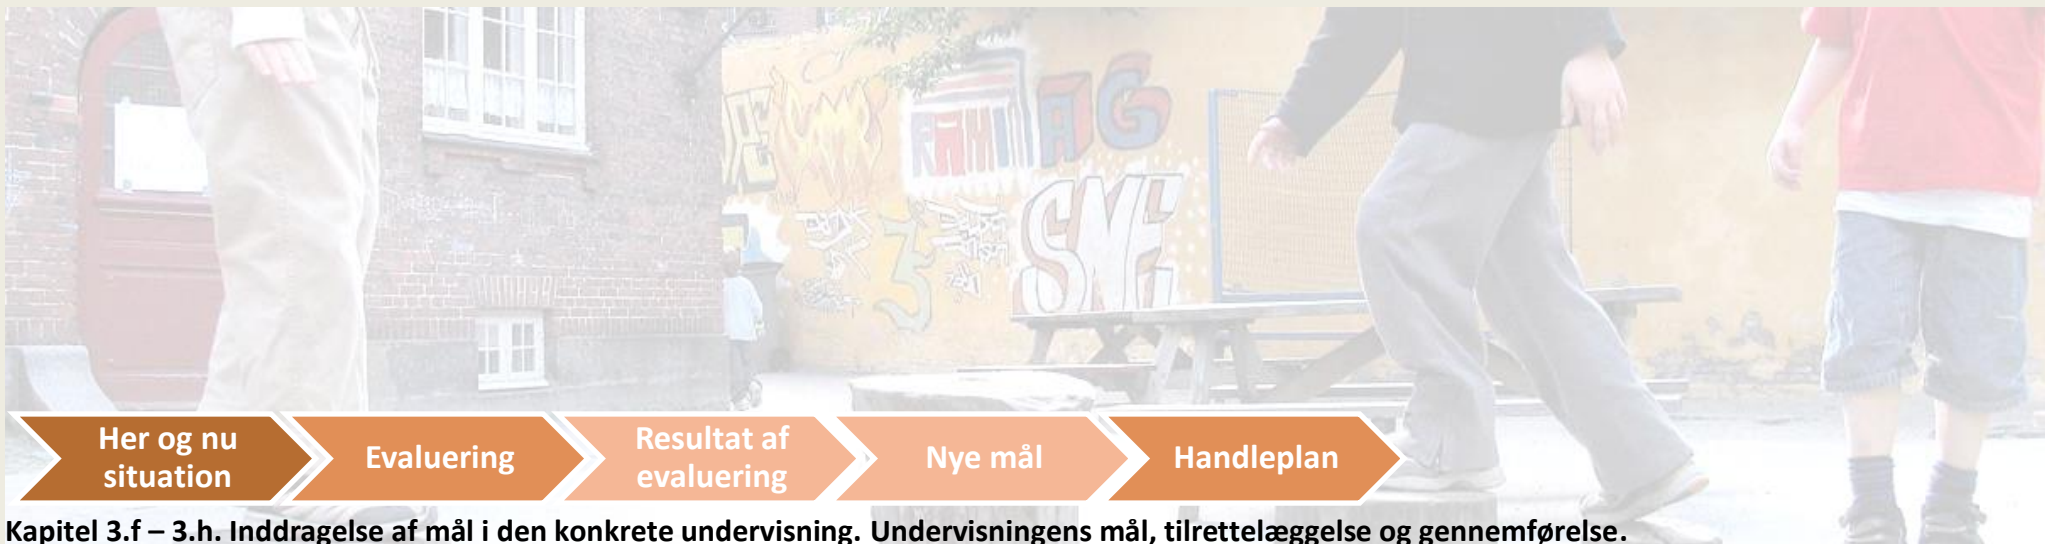 Her og nu
situation
Evaluering
Resultat af
evaluering
Nye mål
Handleplan
Kapitel 3.f – 3.h. Inddragelse af mål i den konkrete undervisning. Undervisningens mål, tilrettelæggelse og gennemførelse.